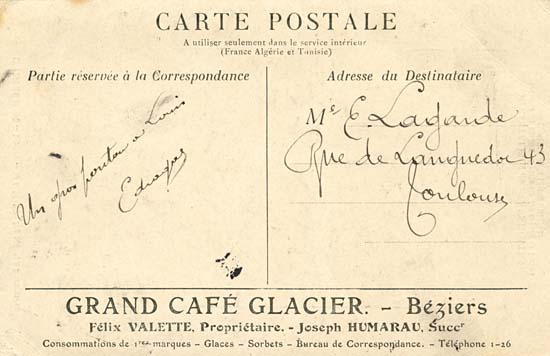 CARTE POSTALE
A utiliser seulement dans le service intérieur
(France Algérie et Tunisie)
Partie réservée à la Correspondance
Un gros poutou a Louis
Adresse du Destinataire
Me E. Lagarde
Rue de Languedoc 43
Toulouse
GRAND CAFÉ GLACIER. – Béziers
Félix VALETTE, Propriétaire. - Joseph HUMARAU, Succr
Consommations de 1res marques – Glaces – Sorbets – Bureau de Correspondance. – Téléphone 1-26